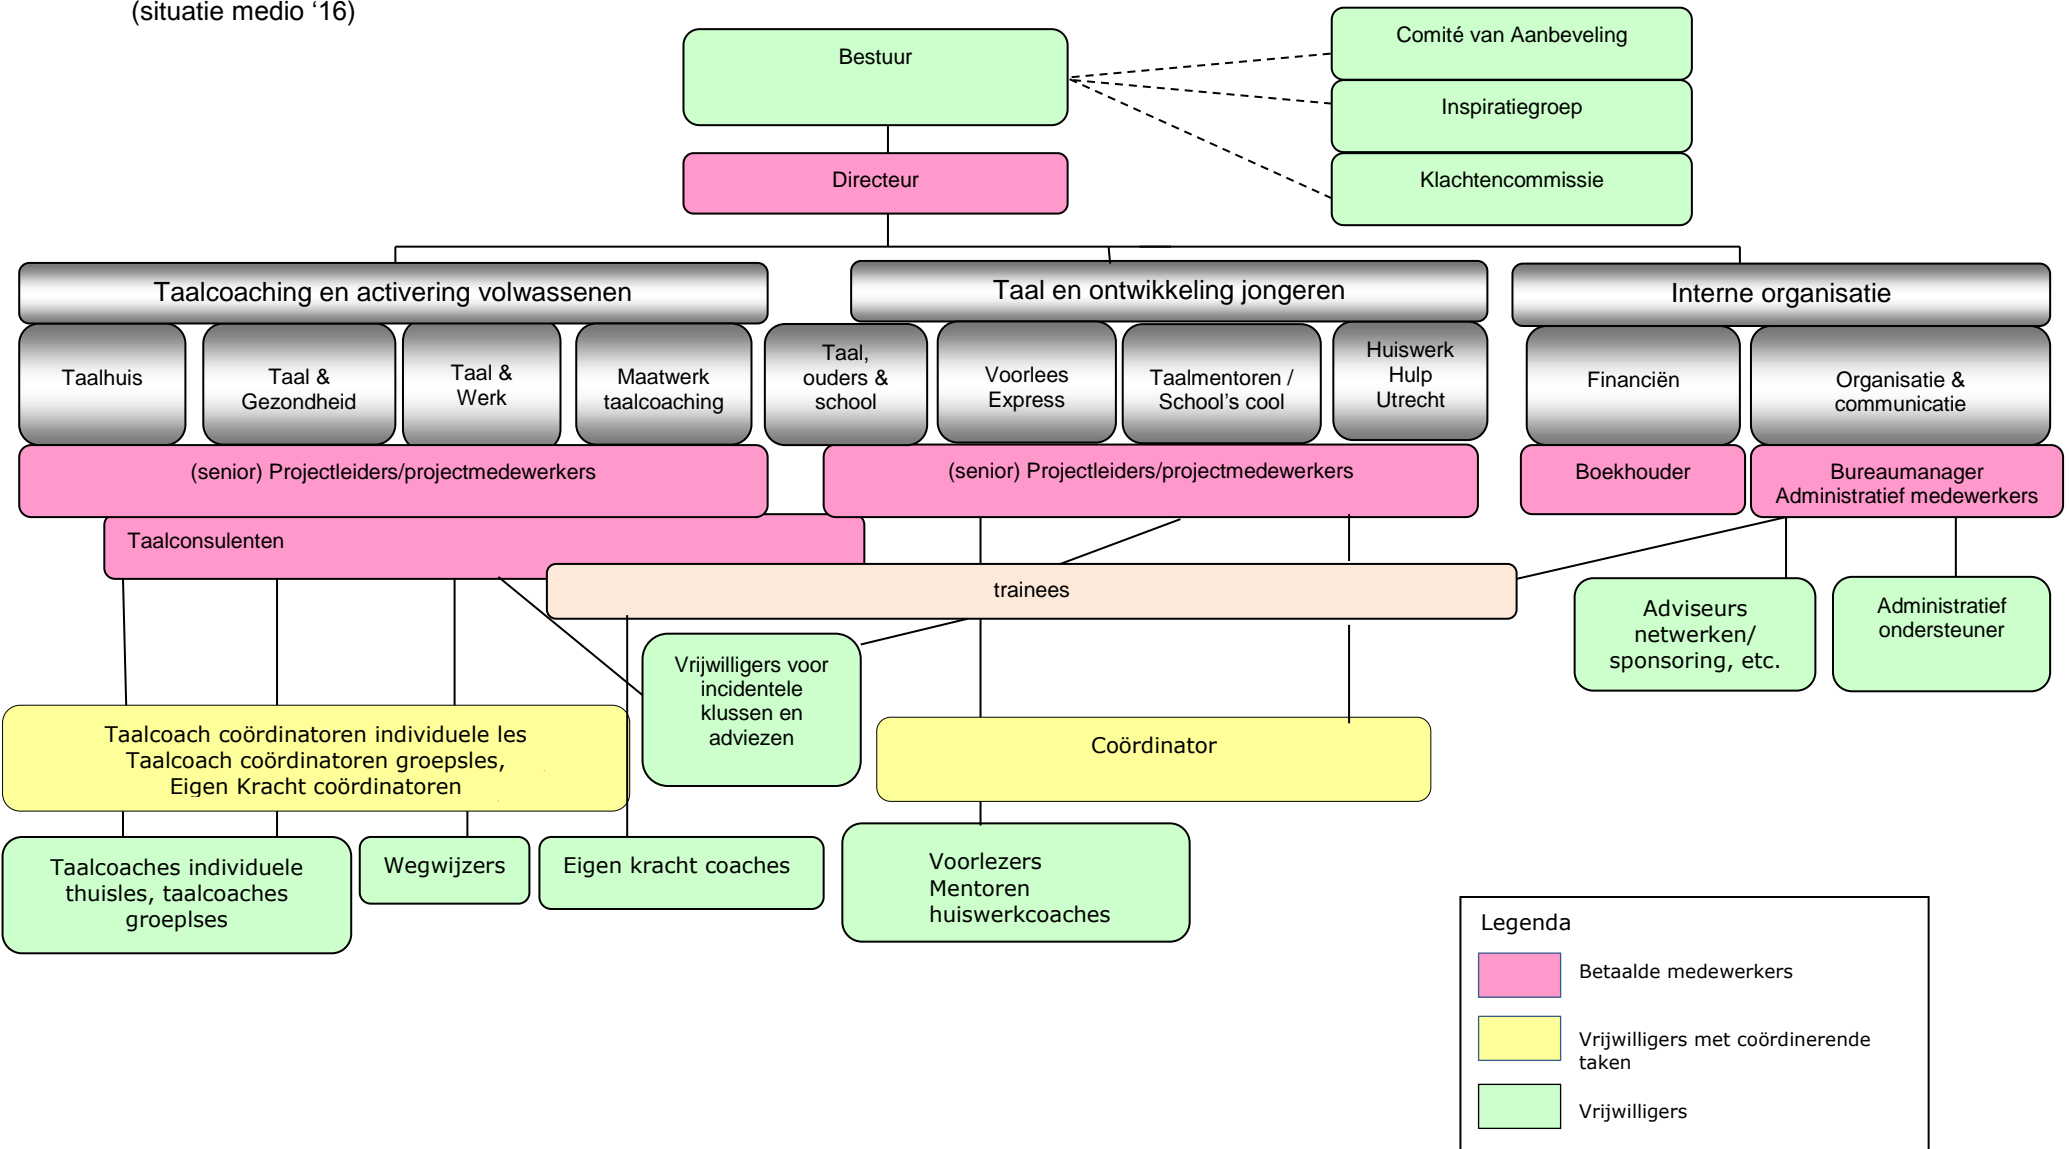 (situatie medio ‘16)
Bestuur
Comité van Aanbeveling
Inspiratiegroep
Klachtencommissie
Directeur
Taalcoaching en activering volwassenen
Taal en ontwikkeling jongeren
Interne organisatie
Taalhuis
Taal &
Gezondheid
Taal &
Werk
Maatwerk
taalcoaching
Taal,
ouders &
school
Voorlees
Express
Taalmentoren /
School’s cool
Huiswerk
Hulp
Utrecht
Financiën
Organisatie &
communicatie
(senior) Projectleiders/projectmedewerkers
(senior) Projectleiders/projectmedewerkers
Boekhouder
Bureaumanager
Administratief medewerkers
Taalconsulenten
trainees
Vrijwilligers voor
incidentele
klussen en
adviezen
Adviseurs
netwerken/
sponsoring, etc.
Administratief
ondersteuner
Taalcoach coördinatoren individuele les
Taalcoach coördinatoren groepsles,
Eigen Kracht coördinatoren
Coördinator
Taalcoaches individuele
thuisles, taalcoaches
groeplses
Wegwijzers
Eigen kracht coaches
Voorlezers
Mentoren
huiswerkcoaches
Legenda
Betaalde medewerkers
Vrijwilligers met coördinerende
taken
Vrijwilligers